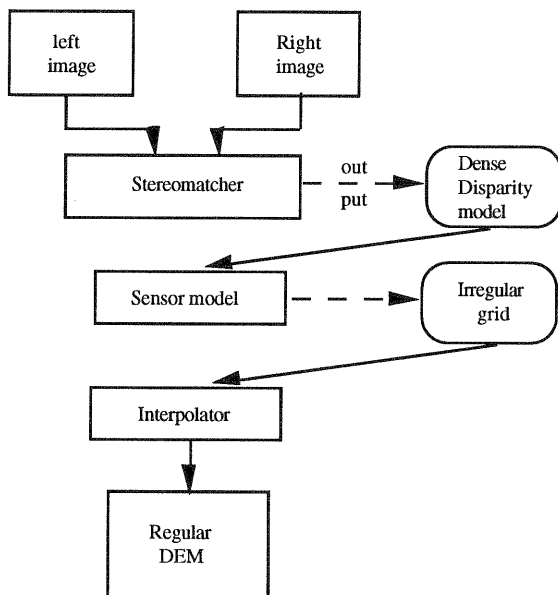 left
image
Right
image
Stereomatcher
out
put
Dense
Disparity
model
Sensor model
Irregular
grid
Interpolator
Regular
DEM